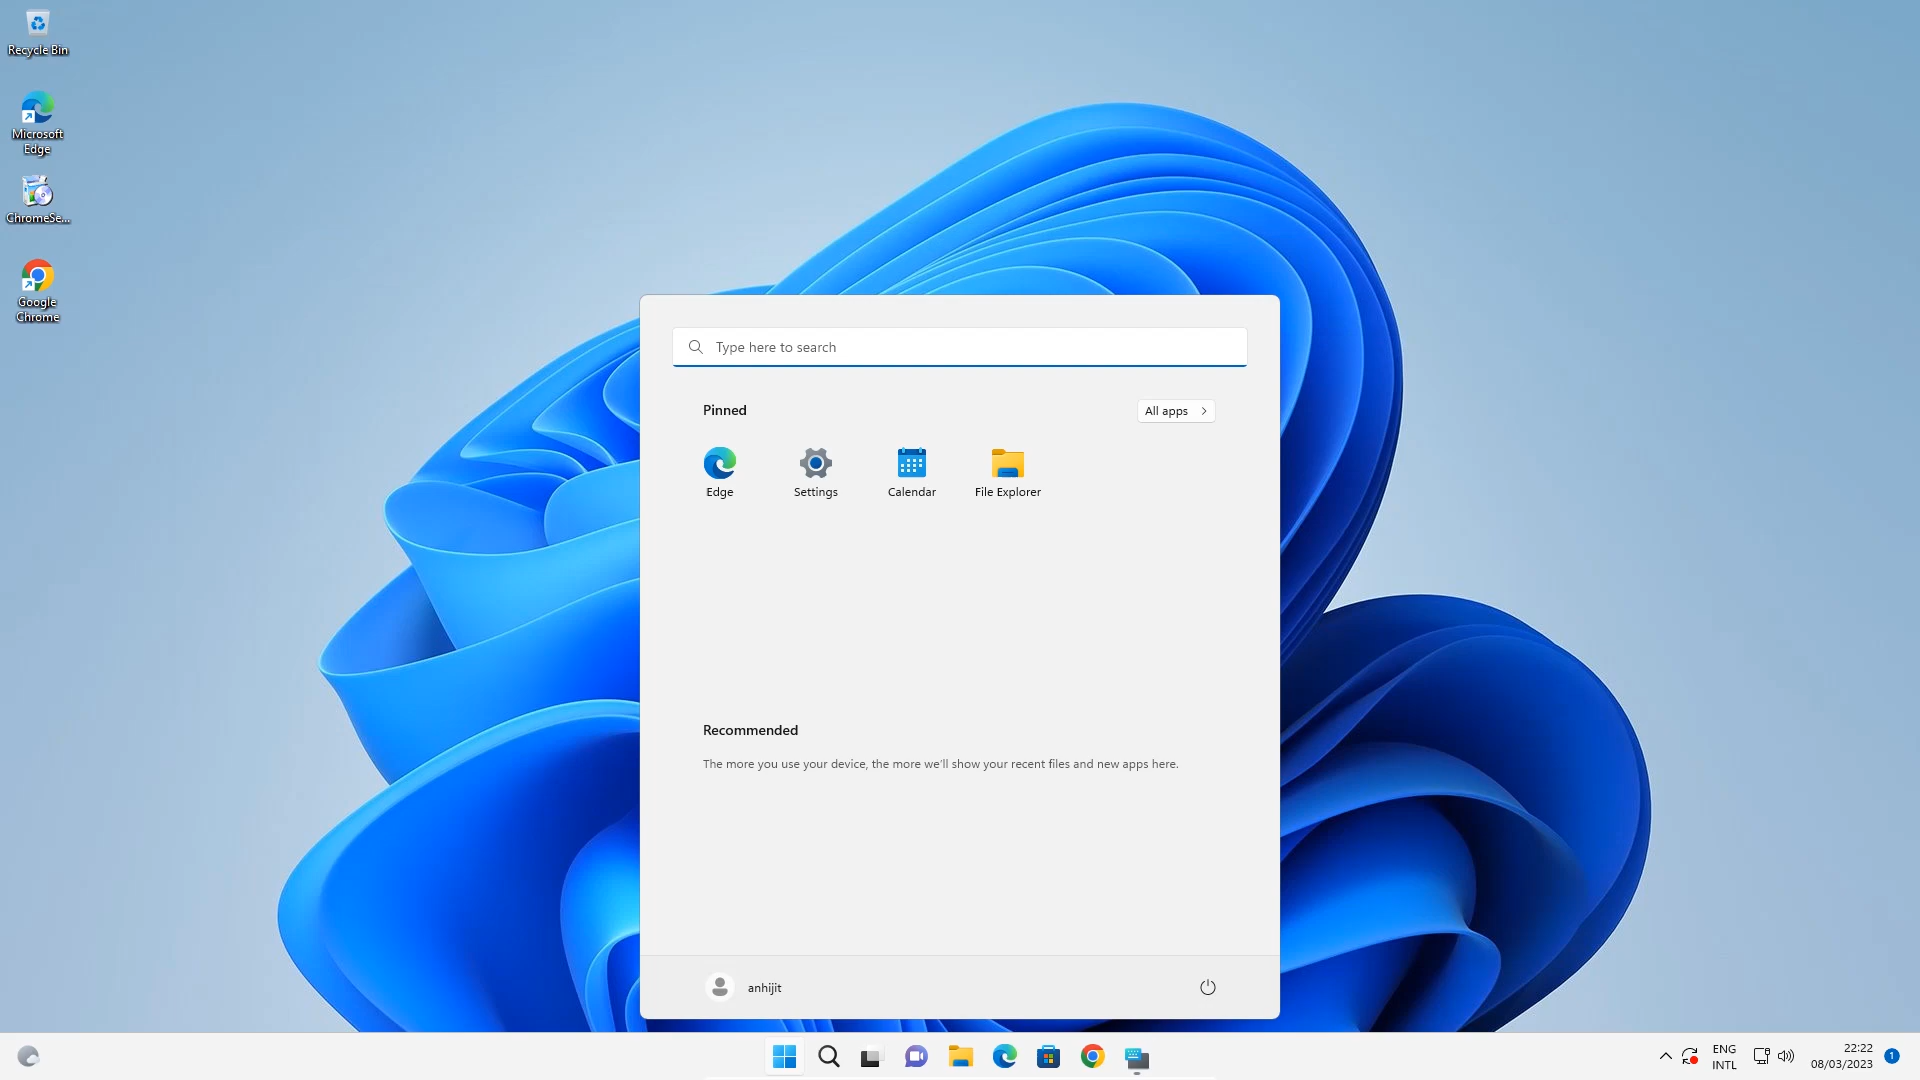 Recycle Bin
Microsoft
Edge
ChromeSe...
Google
Chrome
Type here to search
Pinned
All apps
Edge
Settings
Calendar
File Explorer
Recommended
The more you use your device, the more we'll show your recent files and new apps here.
anhijit
ENG
INTL
22:22
08/03/2023
1